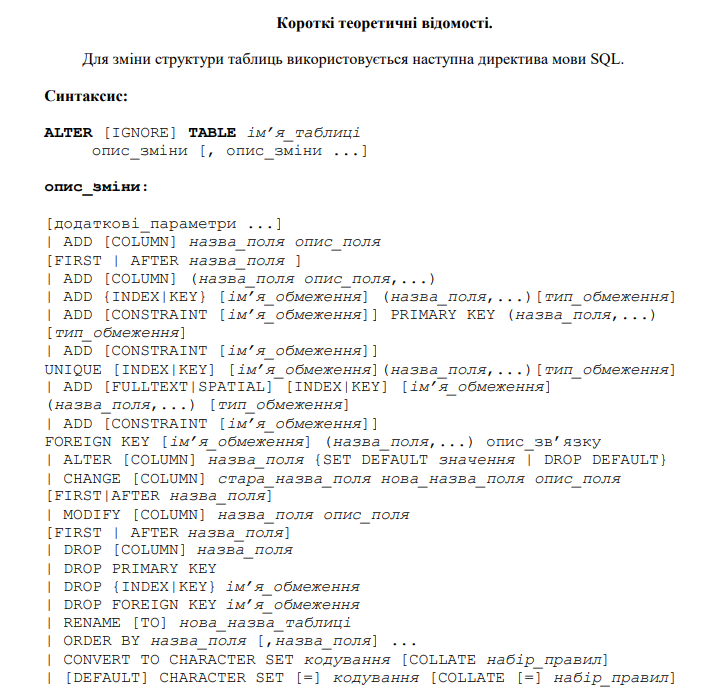 Короткі теоретичні відомості.
Для зміни структури таблиць використовується наступна директива мови SQL.
Синтаксис:
ALTER [IGNORE] TABLE ім’я_таблиці
опис_зміни [, опис_зміни ...]
опис_зміни:
[додаткові_параметри ...]
| ADD [COLUMN] назва_поля опис_поля
[FIRST | AFTER назва_поля ]
| ADD [COLUMN] (назва_поля опис_поля,...)
| ADD {INDEX|KEY} [ім’я_обмеження] (назва_поля,...)[тип_обмеження]
| ADD [CONSTRAINT [ім’я_обмеження]] PRIMARY KEY (назва_поля,...)
[тип_обмеження]
| ADD [CONSTRAINT [ім’я_обмеження]]
UNIQUE [INDEX|KEY] [ім’я_обмеження](назва_поля,...)[тип_обмеження]
| ADD [FULLTEXT|SPATIAL] [INDEX|KEY] [ім’я_обмеження]
(назва_поля,...) [тип_обмеження]
| ADD [CONSTRAINT [ім’я_обмеження]]
FOREIGN KEY [ім’я_обмеження] (назва_поля,...) опис_зв’язку
| ALTER [COLUMN] назва_поля {SET DEFAULT значення | DROP DEFAULT}
| CHANGE [COLUMN] стара_назва_поля нова_назва_поля опис_поля
[FIRST|AFTER назва_поля]
| MODIFY [COLUMN] назва_поля опис_поля
[FIRST | AFTER назва_поля]
| DROP [COLUMN] назва_поля
| DROP PRIMARY KEY
| DROP {INDEX|KEY} ім’я_обмеження
| DROP FOREIGN KEY ім’я_обмеження
| RENAME [TO] нова_назва_таблиці
| ORDER BY назва_поля [,назва_поля] ...
| CONVERT TO CHARACTER SET кодування [COLLATE набір_правил]
| [DEFAULT] CHARACTER SET [=] кодування [COLLATE [=] набір_правил]